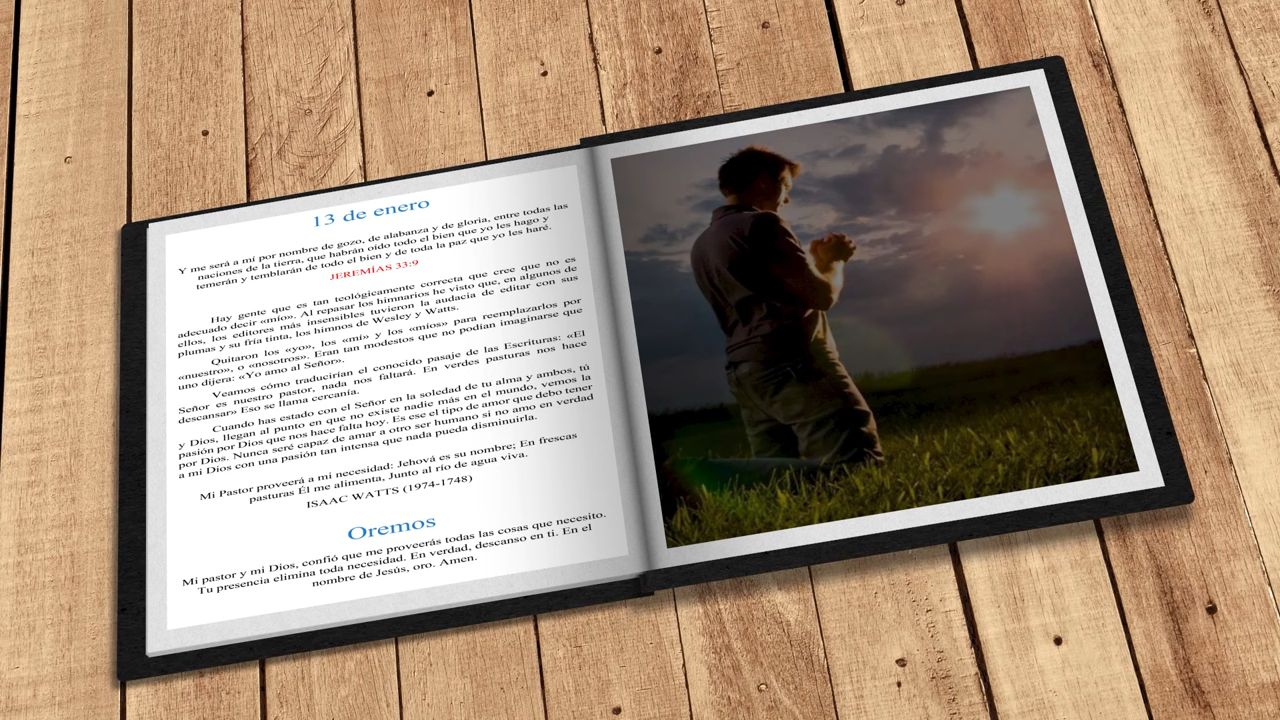 13 de enero
Y me será a mí por nombre de gozo, de alabanza y de gloria, entre todas las
naciones de la tierra, que habrán oído todo el bien que yo les hago y
temerán y temblarán de todo el bien y de toda la paz que yo les haré.
JEREMÍAS 33:9
Hay gente que es tan teológicamente correcta que cree que no es
adecuado decir «mío». Al repasar los himnarios he visto que, en algunos de
ellos, los editores más insensibles tuvieron la audacia de editar con sus
plumas y su fría tinta, los himnos de Wesley y Watts.
Quitaron los «yo», los «mí» y los «míos» para reemplazarlos por
«nuestro», o «nosotros». Eran tan modestos que no podían imaginarse que
uno dijera: «Yo amo al Señor».
Veamos cómo traducirían el conocido pasaje de las Escrituras: «El
Señor es nuestro pastor, nada nos faltará. En verdes pasturas nos hace
descansar» Eso se llama cercanía.
Cuando has estado con el Señor en la soledad de tu alma y ambos, tú
y Dios, llegan al punto en que no existe nadie más en el mundo, vemos la
pasión por Dios que nos hace falta hoy. Es ese el tipo de amor que debo tener
por Dios. Nunca seré capaz de amar a otro ser humano si no amo en verdad
a mi Dios con una pasión tan intensa que nada pueda disminuirla.
Mi Pastor proveerá a mi necesidad: Jehová es su nombre; En frescas
pasturas Él me alimenta, Junto al río de agua viva.
ISAAC WATTS (1974-1748)
Oremos
Mi pastor y mi Dios, confió que me proveerás todas las cosas que necesito.
Tu presencia elimina toda necesidad. En verdad, descanso en ti. En el
nombre de Jesús, oro. Amen.